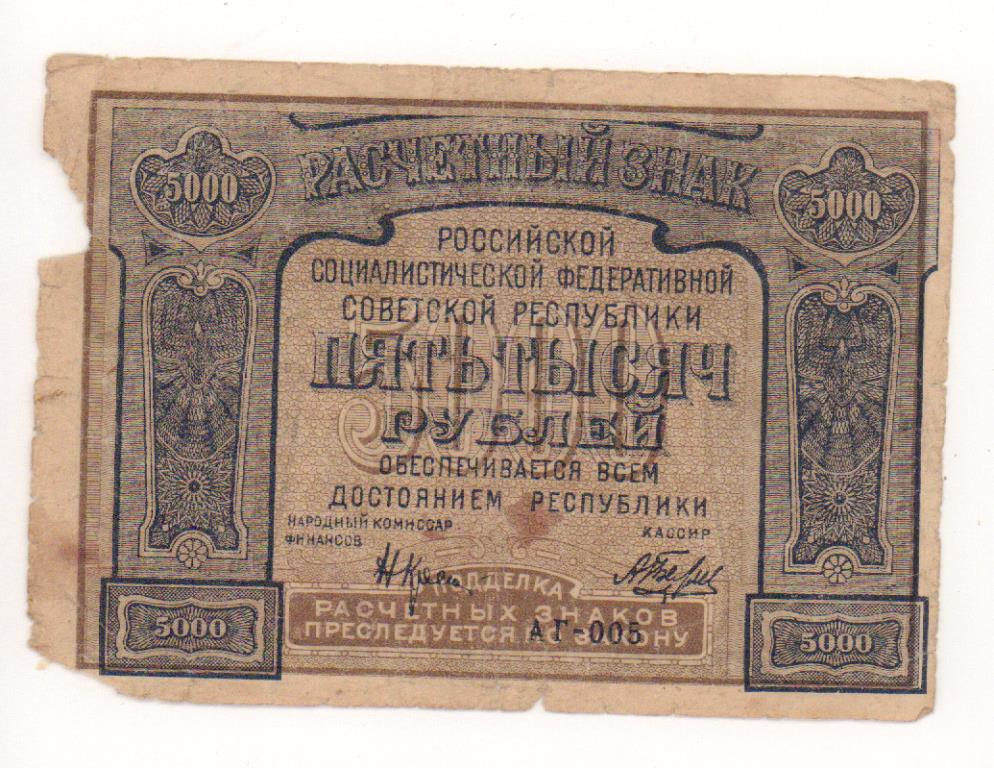 РАСЧЕТНЫЙ ЗНАК
5000 5000
РОССИЙСКОЙ
СОЦИАЛИСТИЧЕСКОЙ ФЕДЕРАТИВНОЙ
СОВЕТСКОЙ РЕСПУБЛИКИ
5000
ПЯТЬ ТЫСЯЧ
РУБЛЕЙ
ОБЕСПЕЧИВАЕТСЯ ВСЕМ
ДОСТОЯНИЕМ РЕСПУБЛИКИ
НАРОДНЫЙ КОМИССАР
ФИНАНСОВ
КАССИР
ПОДДЕЛКА
РАСЧЕТНЫХ ЗНАКОВ
ПРЕСЛЕДУЕТСЯ ПО ЗАКОНУ
АГ-005
5000 5000